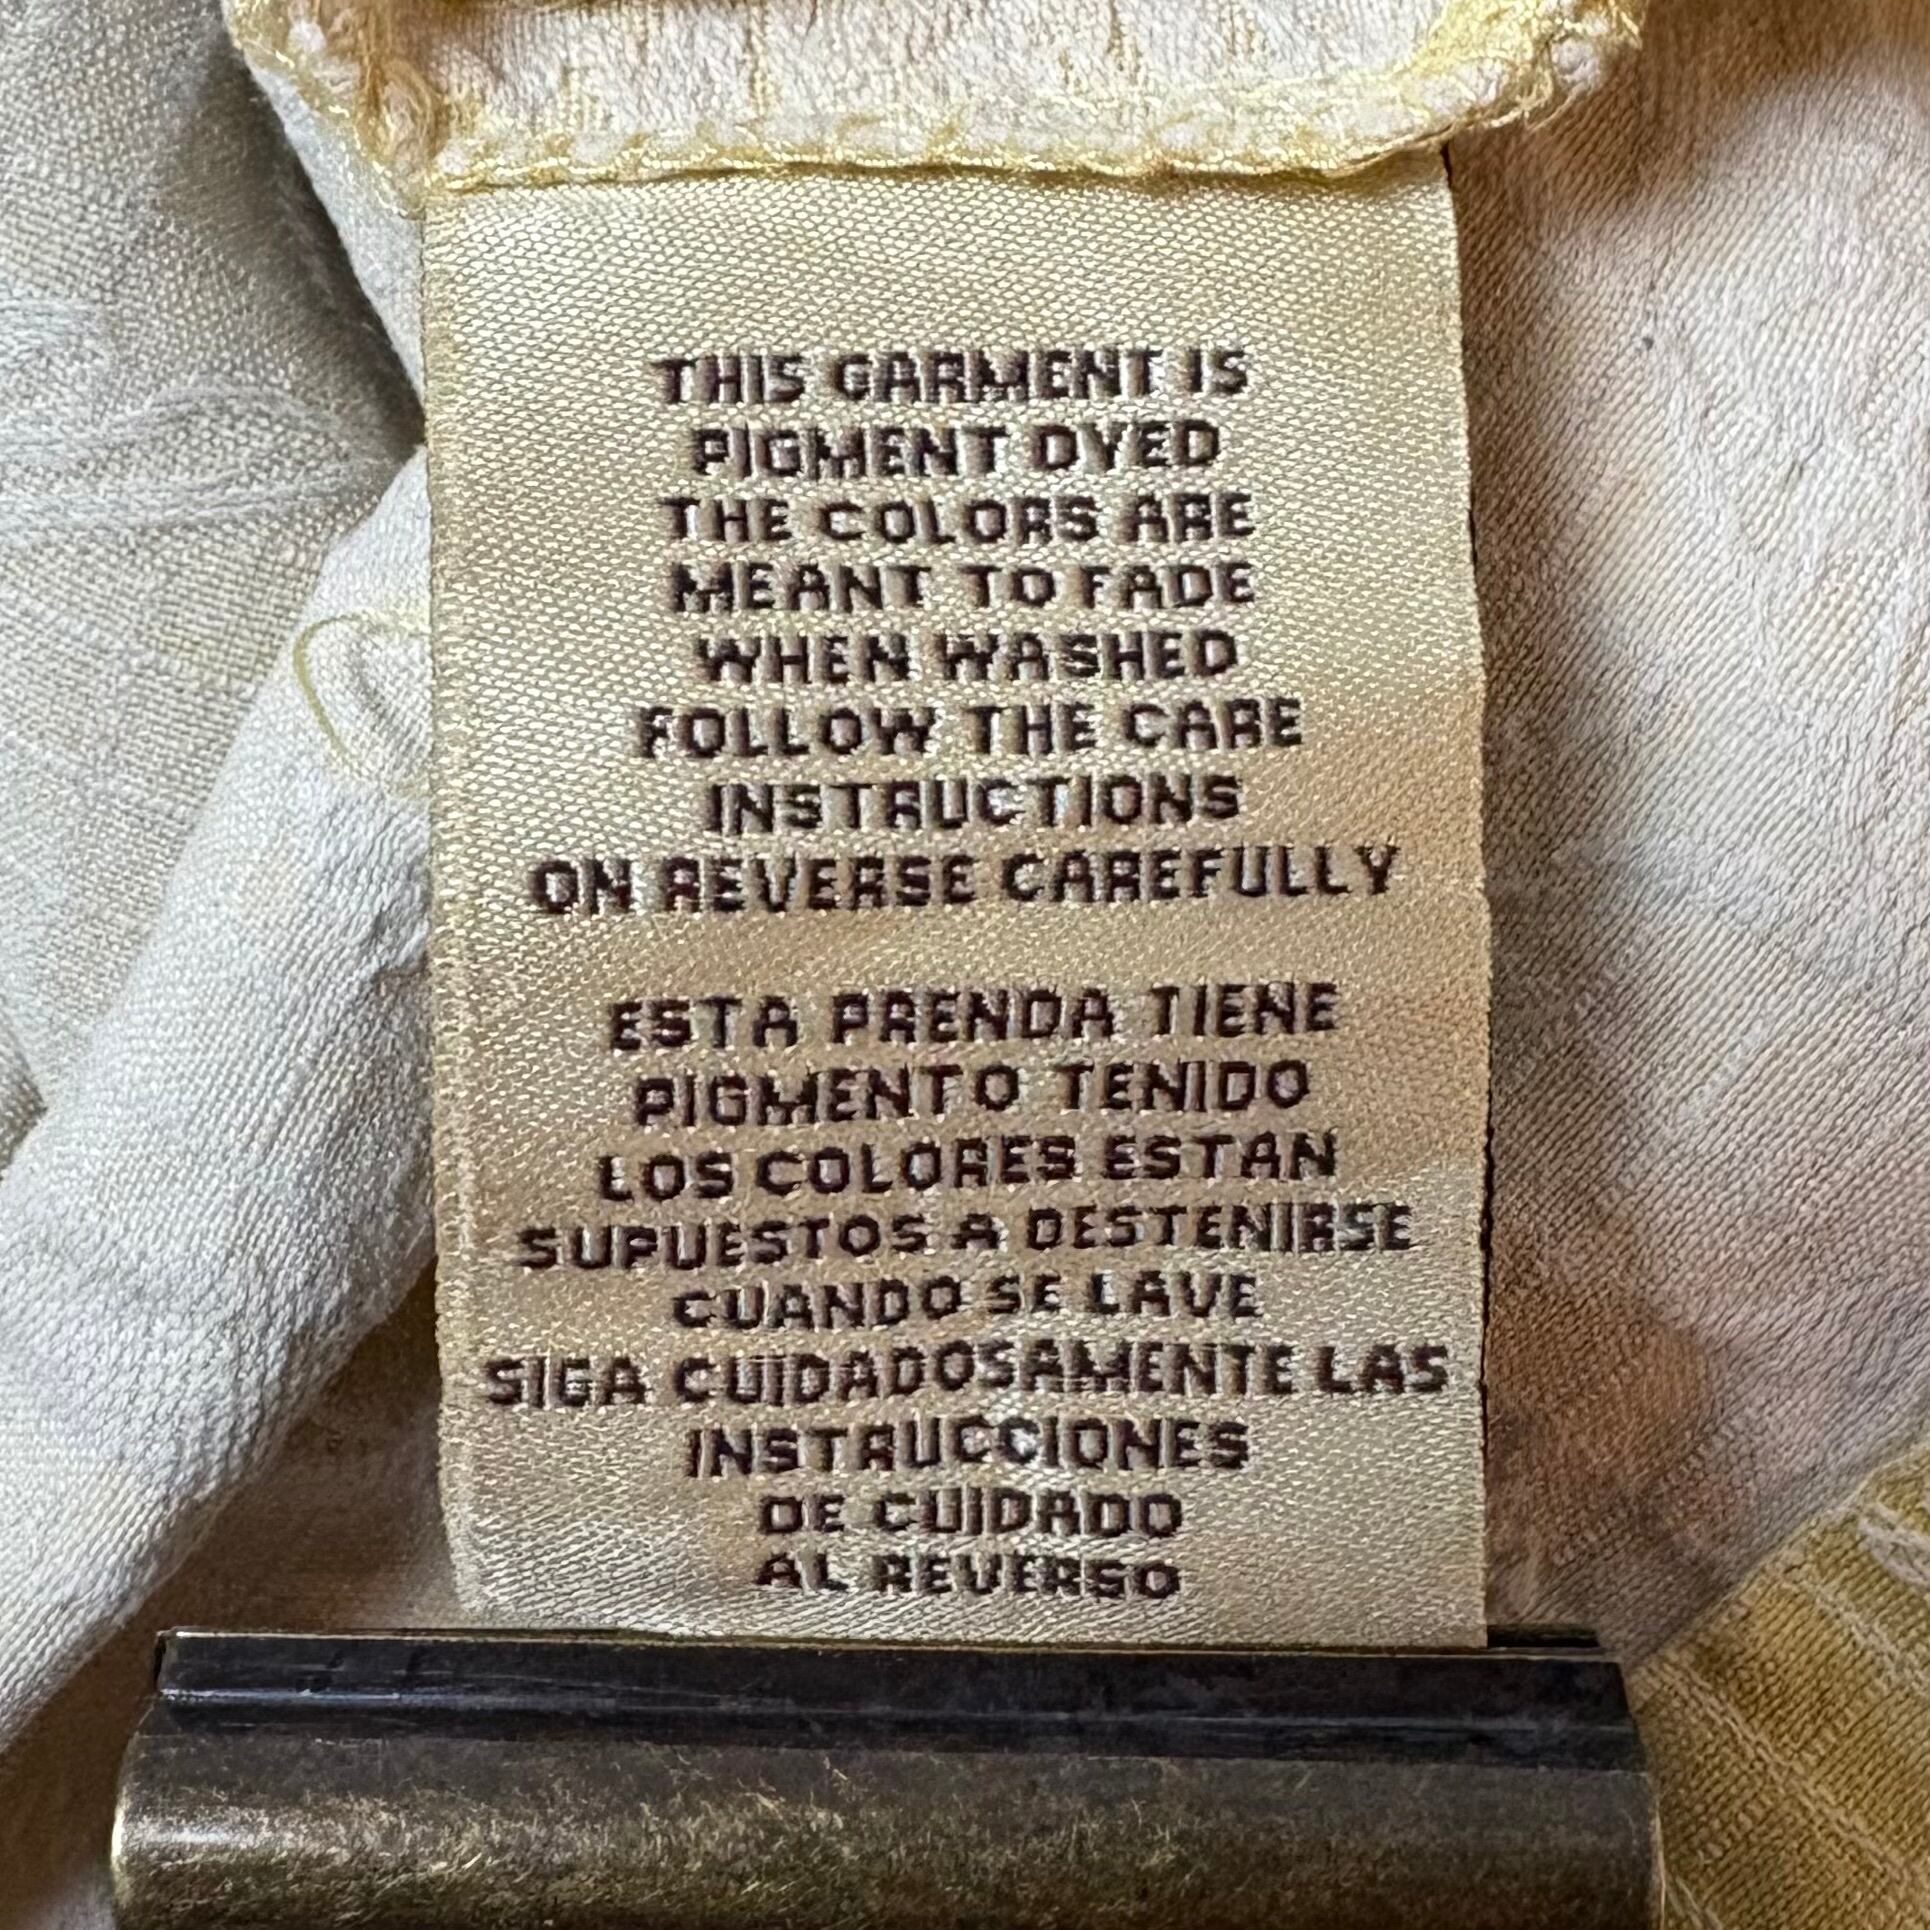 THIS GARMENT IS
PIGMENT DYED
THE COLORS ARE
MEANT TO FADE
WHEN WASHED
FOLLOW THE CARE
INSTRUCTIONS
ON REVERSE CAREFULLY
ESTA PRENDA TIENE
PIGMENTO TENIDO
LOS COLORES ESTAN
SUPUESTOS A DESTENIRSE
CUANDO SE LAVE
SIGA CUIDADOSAMENTE LAS
INSTRUCCIONES
DE CUIDADO
AL REVERSO